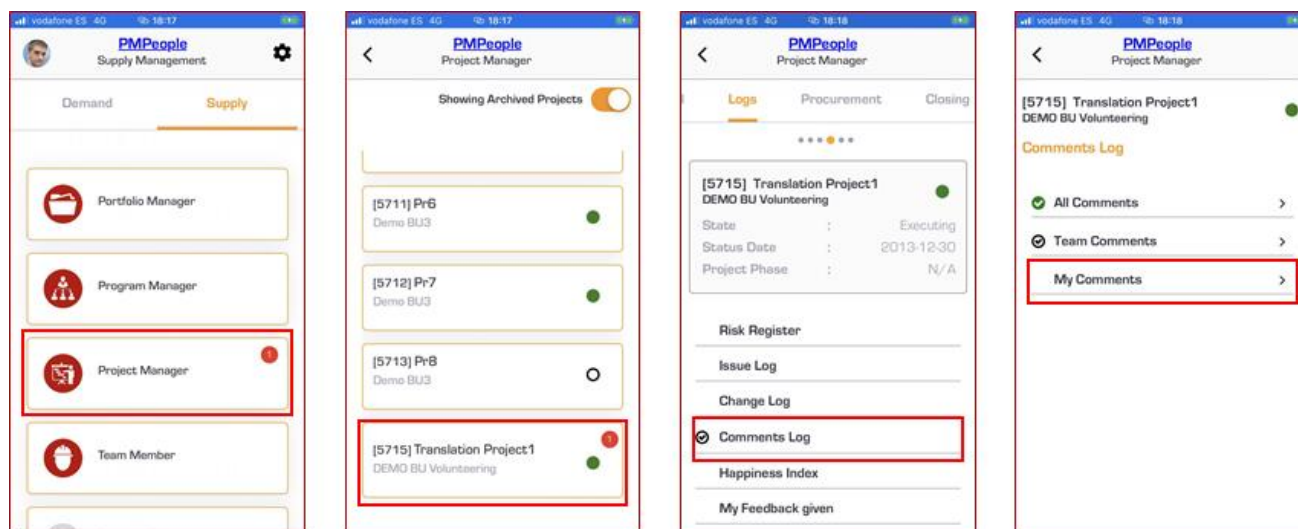 vodafone ES 4G 18:17
PMPeople
Supply Management
Demand Supply
Portfolio Manager
Program Manager
Project Manager
1
Team Member
vodafone ES 4G 18:17
PMPeople
Project Manager
Showing Archived Projects
[5711] Pr6
Demo BU3
[5712] Pr7
Demo BU3
[5713] Pr8
Demo BU3
1
[5715] Translation Project1
DEMO BU Volunteering
vodafone ES 4G 18:18
PMPeople
Project Manager
Logs Procurement Closing
[5715] Translation Project1
DEMO BU Volunteering
State : Executing
Status Date : 2013-12-30
Project Phase : N/A
Risk Register
Issue Log
Change Log
Comments Log
Happiness Index
My Feedback given
vodafone ES 4G 18:18
PMPeople
Project Manager
[5715] Translation Project1
DEMO BU Volunteering
Comments Log
All Comments
Team Comments
My Comments